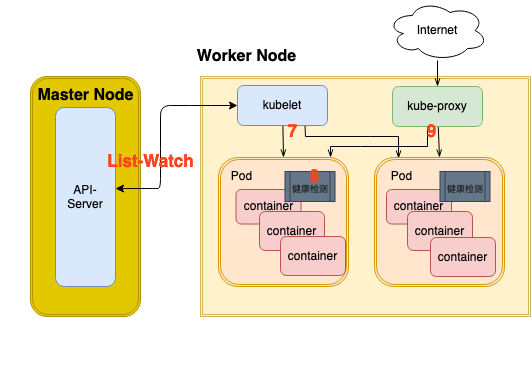 Internet
Worker Node
Master Node
kubelet
kube-proxy
7
9
List-Watch
API-
Server
Pod
8
健康检测
container
container
container
Pod
健康检测
container
container
container